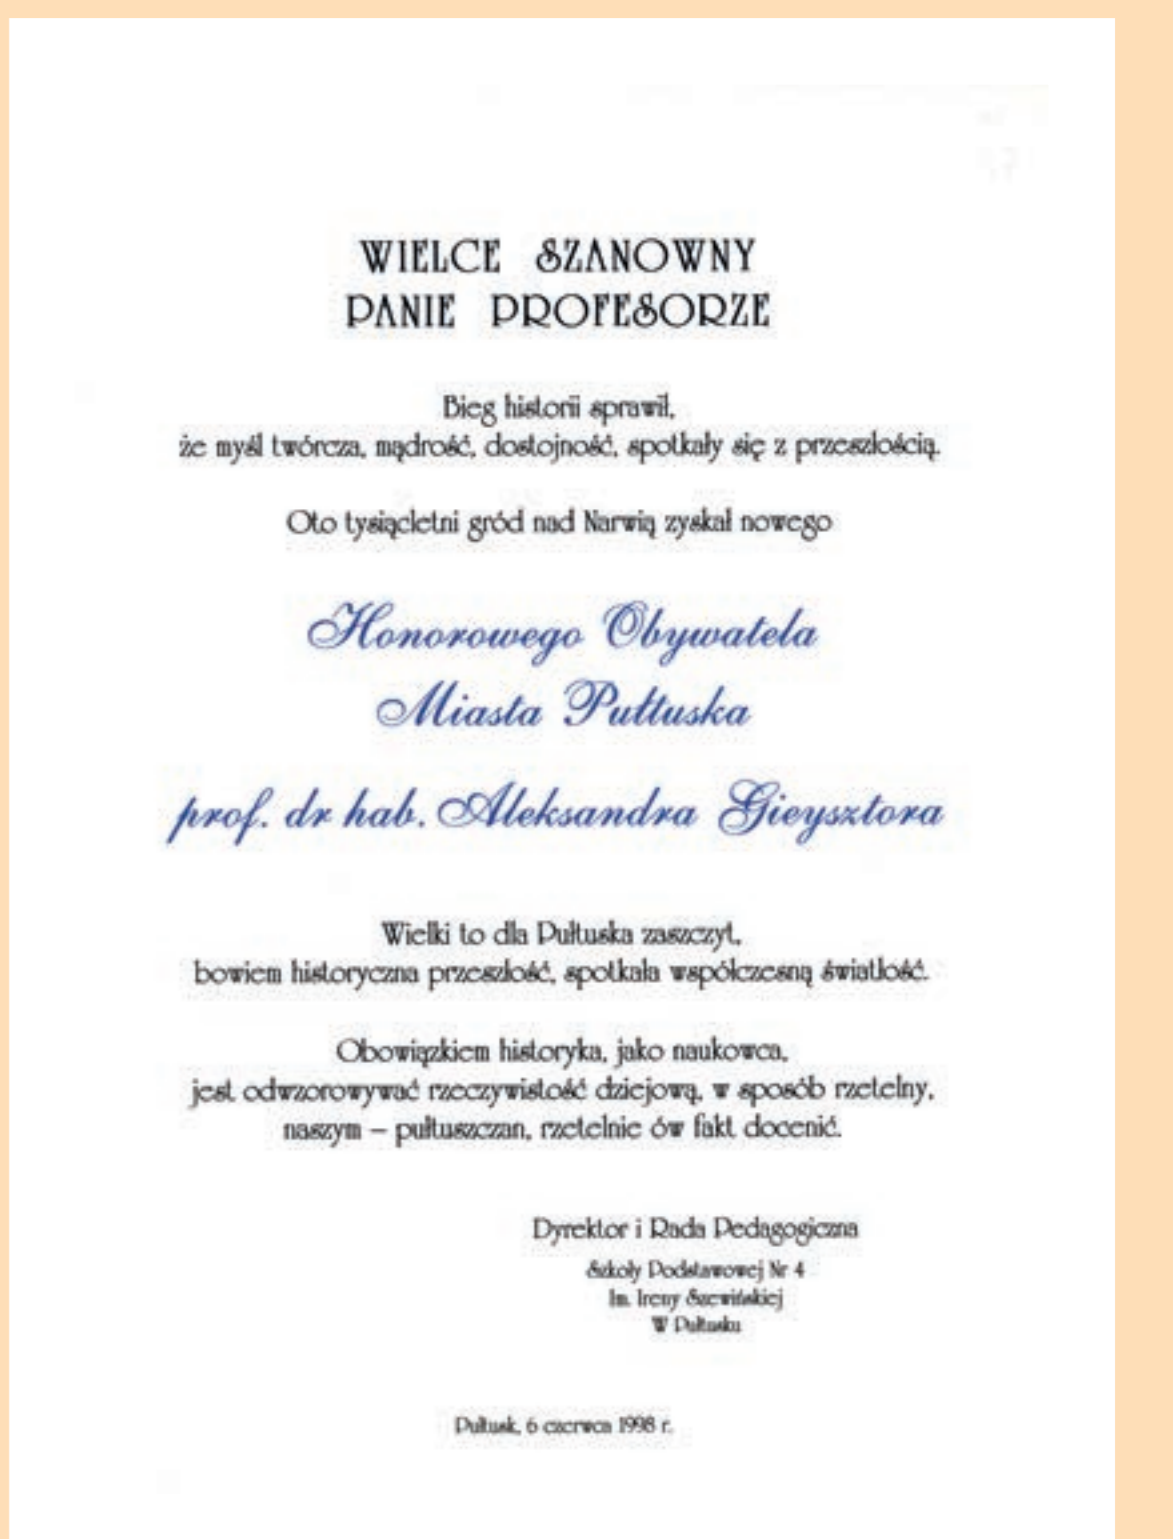 WIELCE SZANOWNY
PANIE PROFESORZE
Bieg historii sprawił,
że myśl twórcza, mądrość, dostojność, spotkały się z przeszłością.
Oto tysiącletni gród nad Narwią zyskał nowego
Honorowego Obywatela
Miasta Pułtuska
prof. dr hab. Aleksandra Gieysztora
Wielki to dla Pułtuska zaszczyt,
bowiem historyczna przeszłość, spotkała współczesną światłość.
Obowiązkiem historyka, jako naukowca,
jest odwzorowywać rzeczywistość dziejową, w sposób rzetelny,
naszym – pułtuszczan, rzetelnie ów fakt docenić.
Dyrektor i Rada Pedagogiczna
Szkoły Podstawowej Nr 4
Im. Ireny Szewińskiej
W Pułtusku
Pułtusk, 6 czerwca 1998 r.